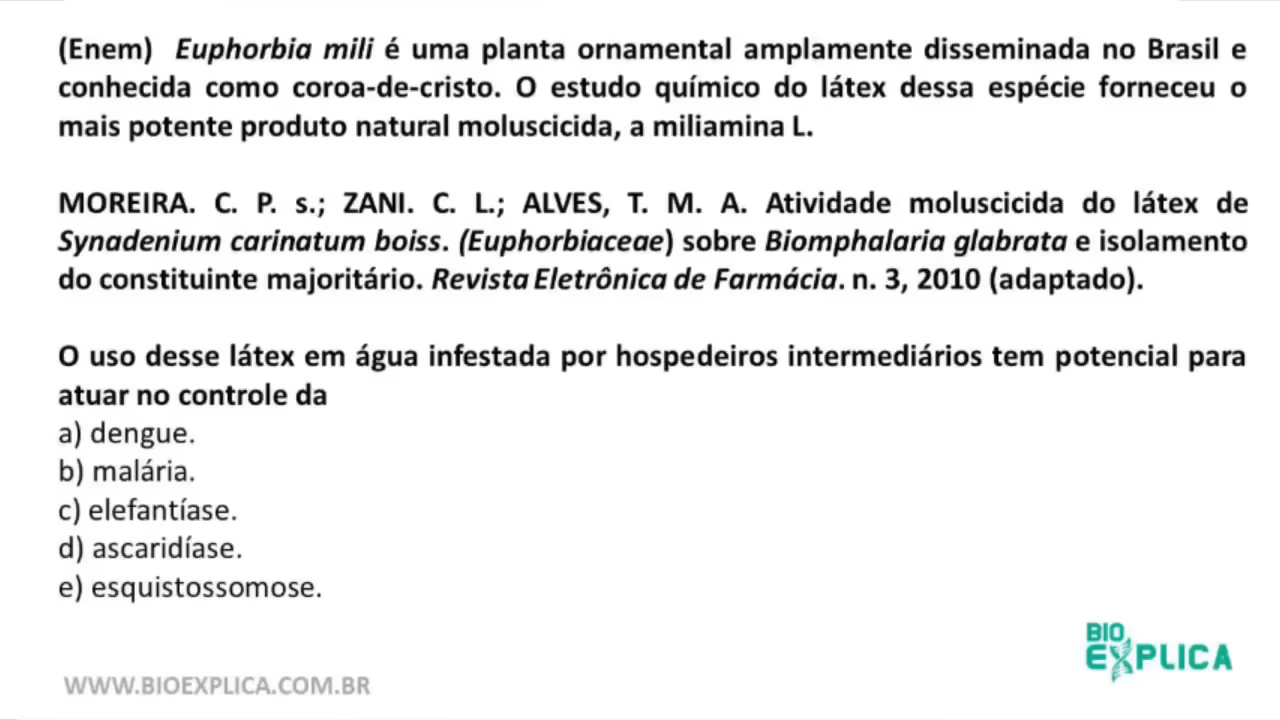 (Enem) Euphorbia mili é uma planta ornamental amplamente disseminada no Brasil e
conhecida como coroa-de-cristo. O estudo químico do látex dessa espécie forneceu o
mais potente produto natural moluscicida, a miliamina L.
MOREIRA. C. P. s.; ZANI. C. L.; ALVES, T. M. A. Atividade moluscicida do látex de
Synadenium carinatum boiss. (Euphorbiaceae) sobre Biomphalaria glabrata e isolamento
do constituinte majoritário. Revista Eletrônica de Farmácia. n. 3, 2010 (adaptado).
O uso desse látex em água infestada por hospedeiros intermediários tem potencial para
atuar no controle da
a) dengue.
b) malária.
c) elefantíase.
d) ascaridíase.
e) esquistossomose.
BIO
EXPLICA
WWW.BIOEXPLICA.COM.BR